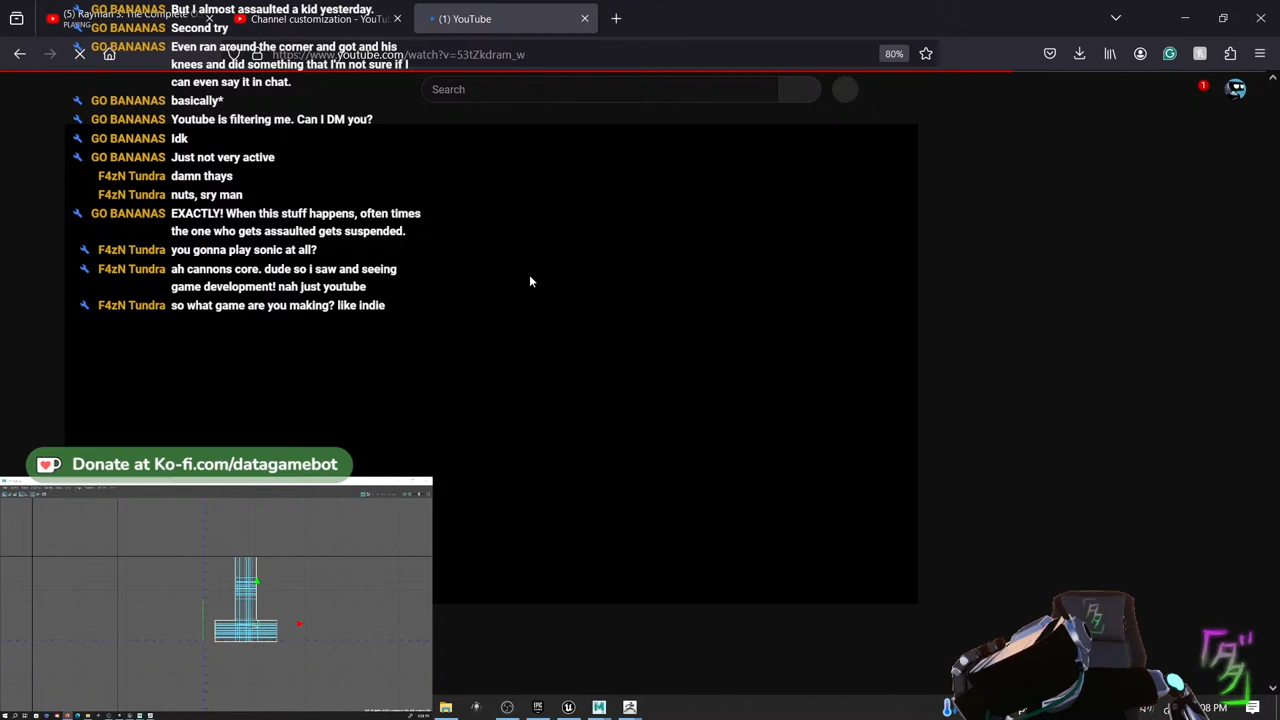 (5) Rayman 3: The Complete
PLAYING
Channel customization - YouTu
(1) YouTube
https://www.youtube.com/watch?v=53tZkdram_w
80%
GO BANANAS But I almost assaulted a kid yesterday.
GO BANANAS Second try
GO BANANAS Even ran around the corner and got and his
knees and did something that I'm not sure if I
can even say it in chat.
Search
1
GO BANANAS basically*
GO BANANAS Youtube is filtering me. Can I DM you?
GO BANANAS Idk
GO BANANAS Just not very active
F4zN Tundra damn thays
F4zN Tundra nuts, sry man
GO BANANAS EXACTLY! When this stuff happens, often times
the one who gets assaulted gets suspended.
F4zN Tundra you gonna play sonic at all?
F4zN Tundra ah cannons core. dude so i saw and seeing
game development! nah just youtube
F4zN Tundra so what game are you making? like indie
Donate at Ko-fi.com/datagamebot
08 PM